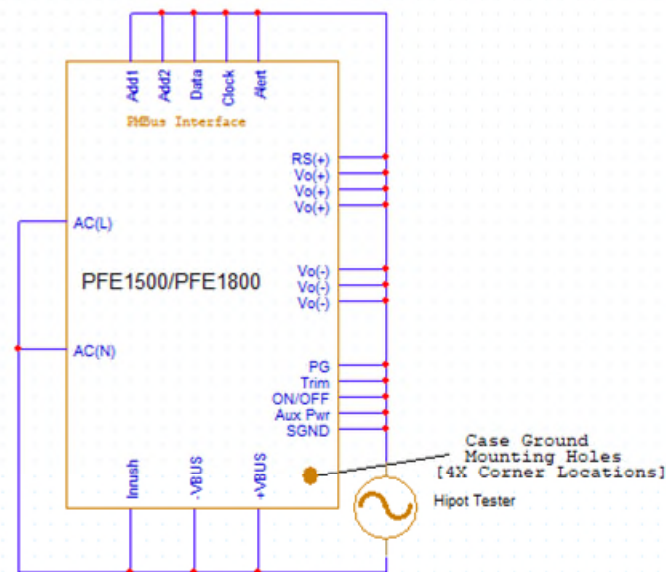 Add1
Add2
Data
Clock
Alert
PMBus Interface
RS(+)
Vo(+)
Vo(+)
Vo(+)
AC(L)
PFE1500/PFE1800
Vo(-)
Vo(-)
Vo(-)
AC(N)
PG
Trim
ON/OFF
Aux Pwr
SGND
Case Ground
Mounting Holes
[4X Corner Locations]
Inrush
-VBUS
+VBUS
Hipot Tester